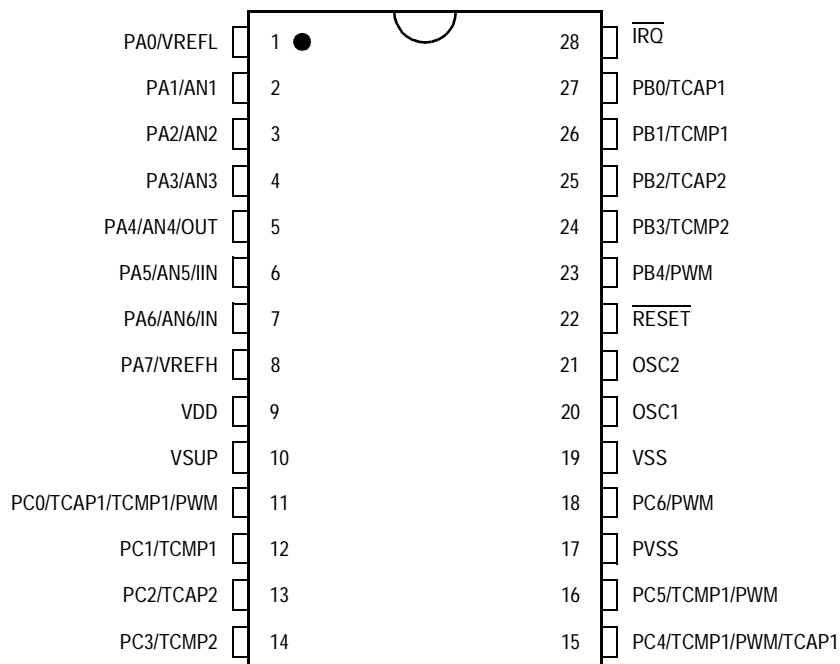 PA0/VREFL 1 28 IRQ
PA1/AN1 2 27 PB0/TCAP1
PA2/AN2 3 26 PB1/TCMP1
PA3/AN3 4 25 PB2/TCAP2
PA4/AN4/OUT 5 24 PB3/TCMP2
PA5/AN5/IIN 6 23 PB4/PWM
PA6/AN6/IN 7 22 RESET
PA7/VREFH 8 21 OSC2
VDD 9 20 OSC1
VSUP 10 19 VSS
PC0/TCAP1/TCMP1/PWM 11 18 PC6/PWM
PC1/TCMP1 12 17 PVSS
PC2/TCAP2 13 16 PC5/TCMP1/PWM
PC3/TCMP2 14 15 PC4/TCMP1/PWM/TCAP1